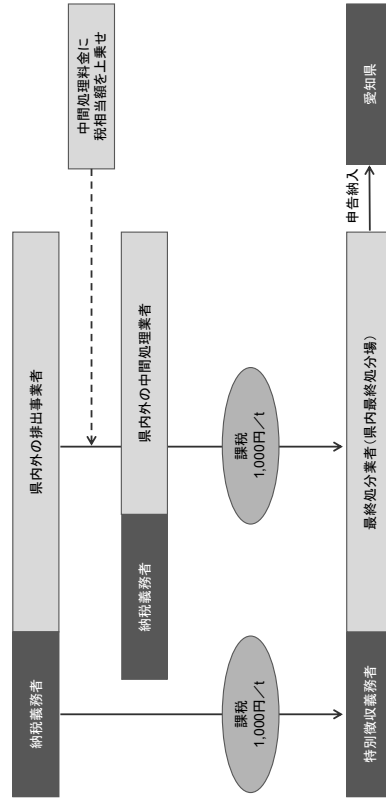 納税義務者
県内外の排出事業者
中間処理料金に
税相当額を上乗せ
納税義務者
県内外の中間処理業者
課税
1,000円／t
課税
1,000円／t
特別徴収義務者
最終処分業者（県内最終処分場）
申告納入
愛知県